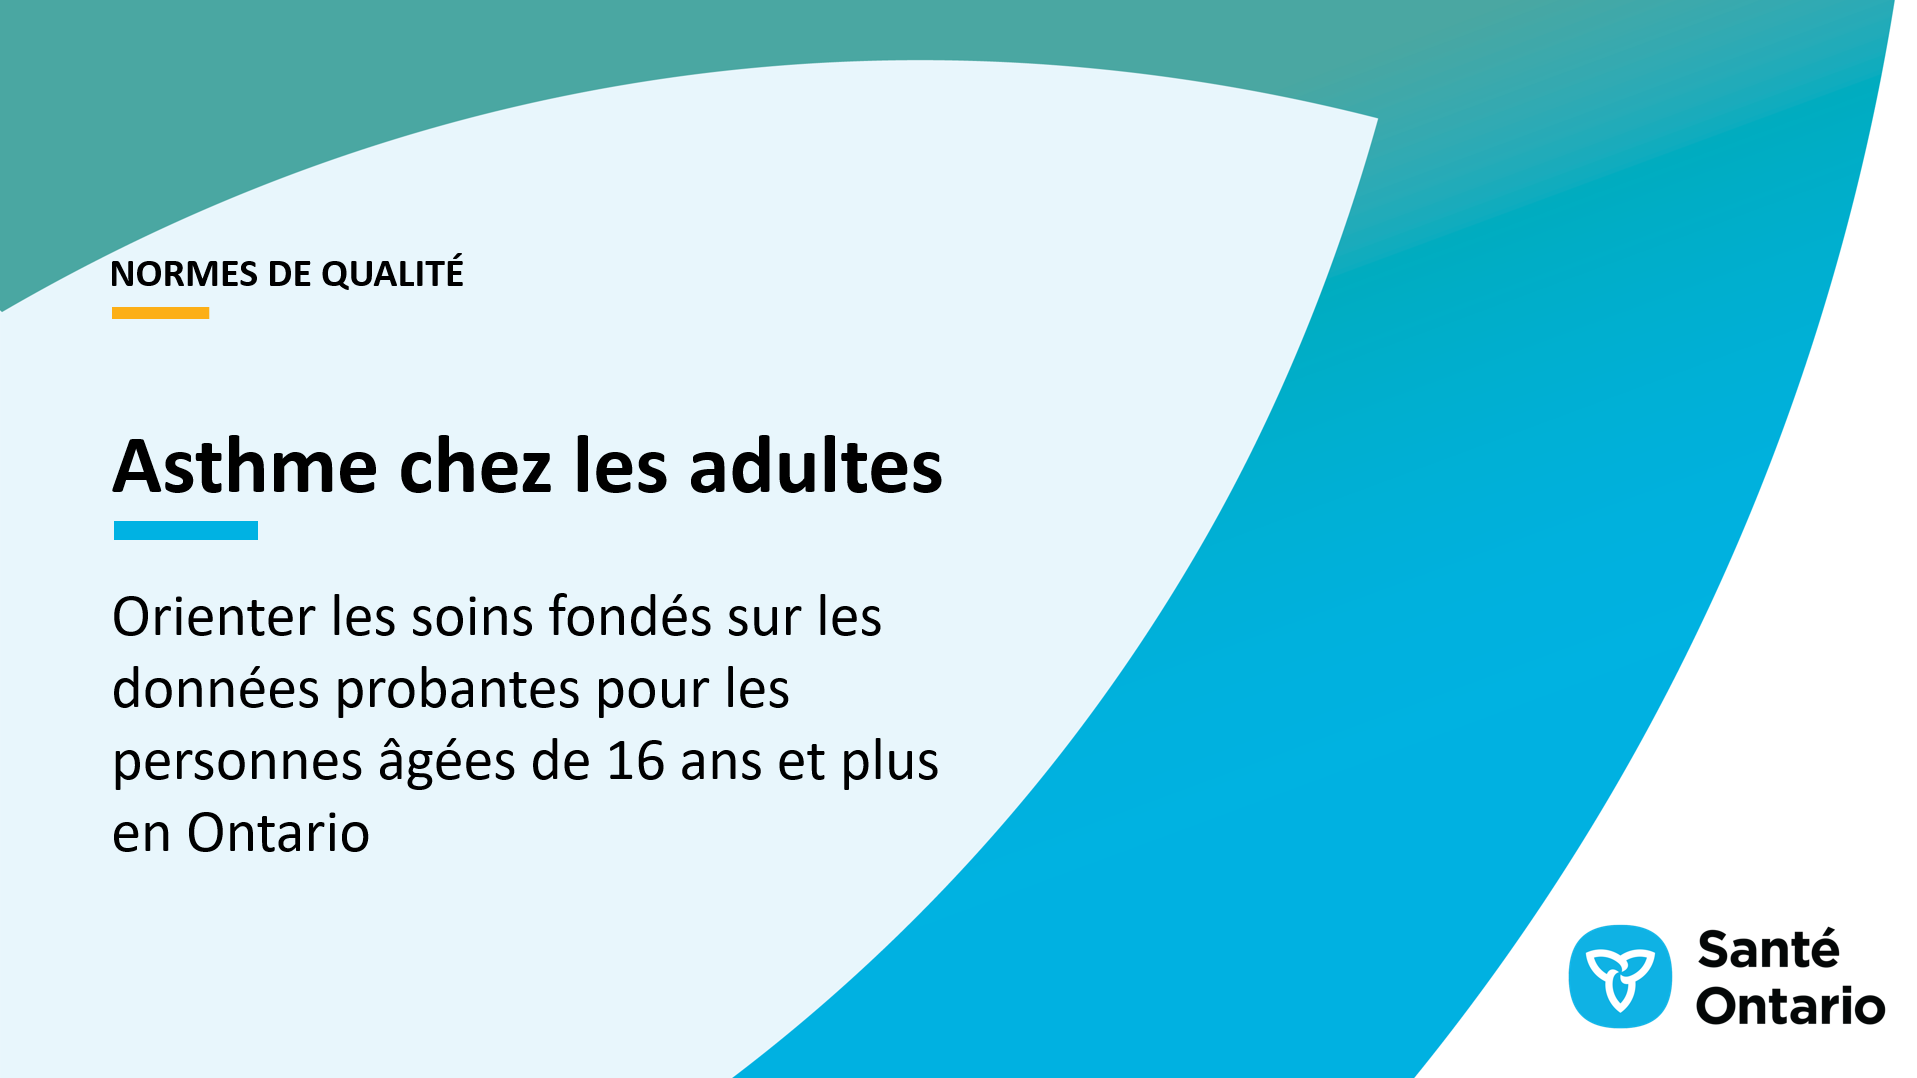 NORMES DE QUALITÉ
Asthme chez les adultes
Orienter les soins fondés sur les
données probantes pour les
personnes âgées de 16 ans et plus
en Ontario
Santé
Ontario